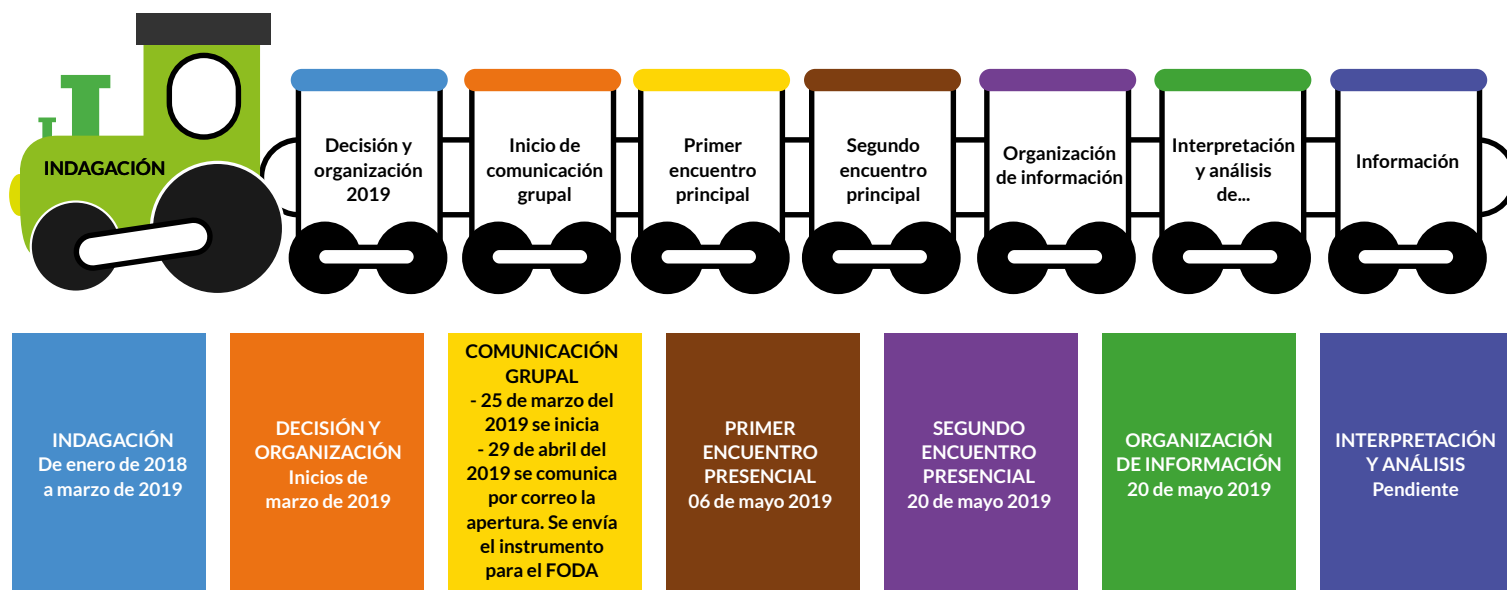 INDAGACIÓN
Decisión y
organización
2019
Inicio de
comunicación
grupal
Primer
encuentro
principal
Segundo
encuentro
principal
Organización
de información
Interpretación
y análisis
de...
Información
INDAGACIÓN
De enero de 2018
a marzo de 2019
DECISIÓN Y
ORGANIZACIÓN
Inicios de
marzo de 2019
COMUNICACIÓN
GRUPAL
- 25 de marzo del
2019 se inicia
- 29 de abril del
2019 se comunica
por correo la
apertura. Se envía
el instrumento
para el FODA
PRIMER
ENCUENTRO
PRESENCIAL
06 de mayo 2019
SEGUNDO
ENCUENTRO
PRESENCIAL
20 de mayo 2019
ORGANIZACIÓN
DE INFORMACIÓN
20 de mayo 2019
INTERPRETACIÓN
Y ANÁLISIS
Pendiente